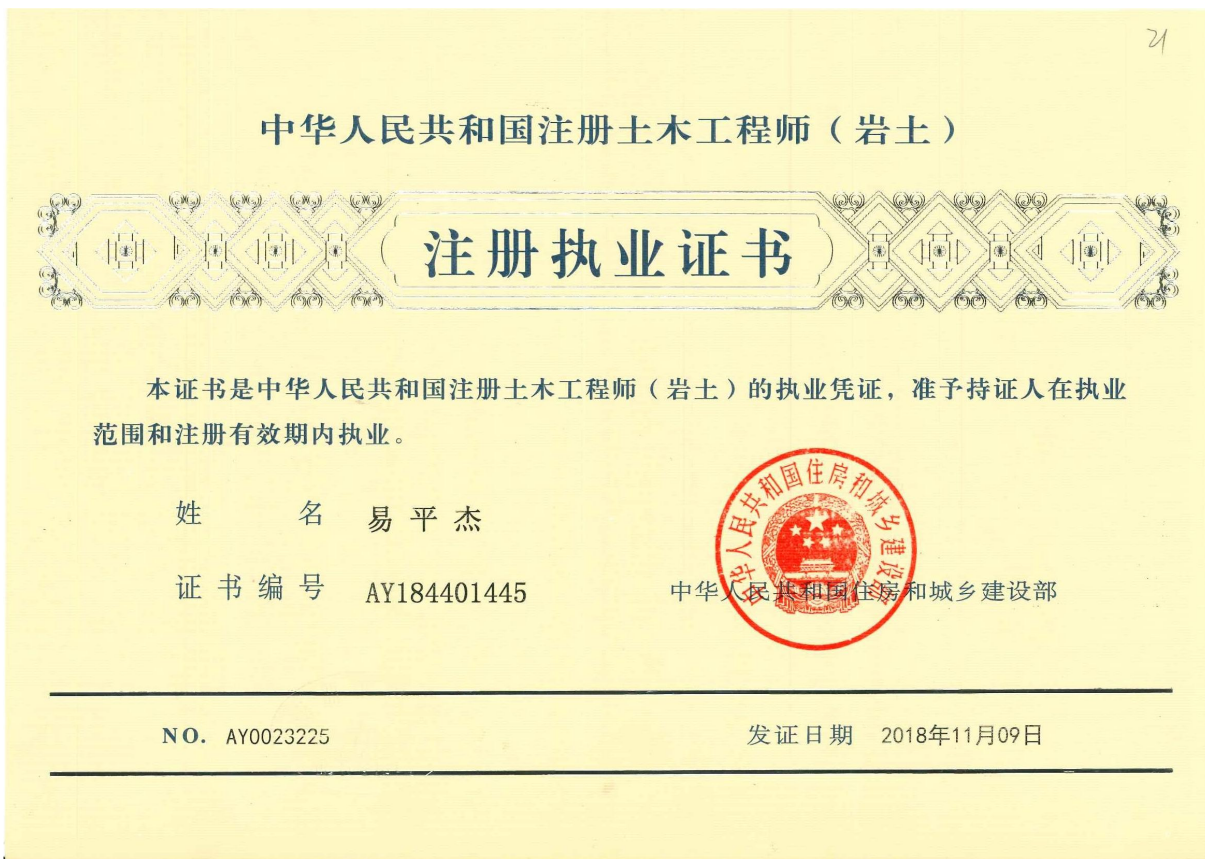 21
中华人民共和国注册土木工程师（岩土）
注册执业证书
本证书是中华人民共和国注册土木工程师（岩土）的执业凭证，准予持证人在执业
范围和注册有效期内执业。
姓名 易平杰
证书编号 AY184401445
中华人民共和国住房和城乡建设部
中华人民共和国住房和城乡建设部
NO. AY0023225
发证日期 2018年11月09日